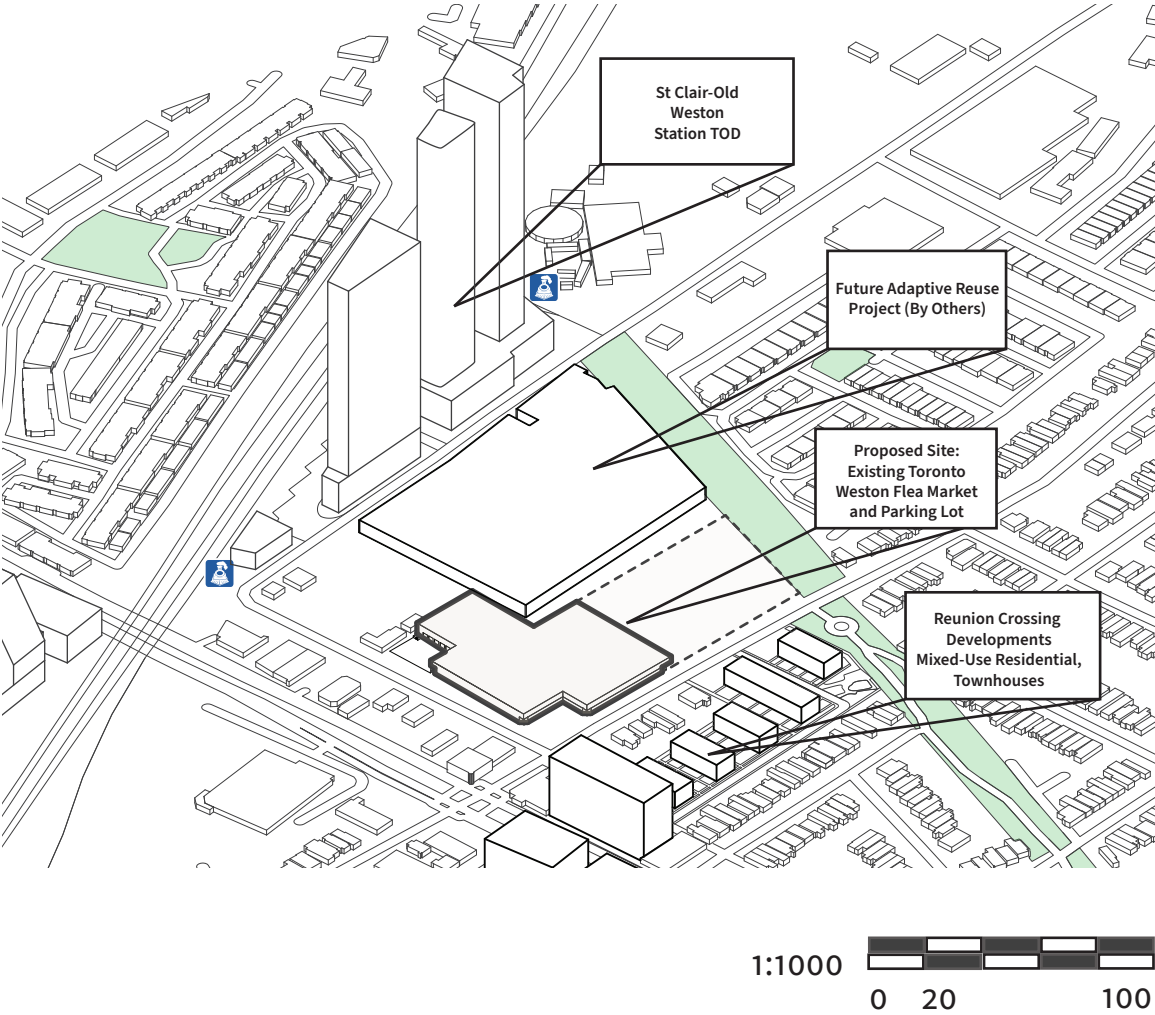 St Clair-Old
Weston
Station TOD
Future Adaptive Reuse
Project (By Others)
Proposed Site:
Existing Toronto
Weston Flea Market
and Parking Lot
Reunion Crossing
Developments
Mixed-Use Residential,
Townhouses
1:1000
0 20 100